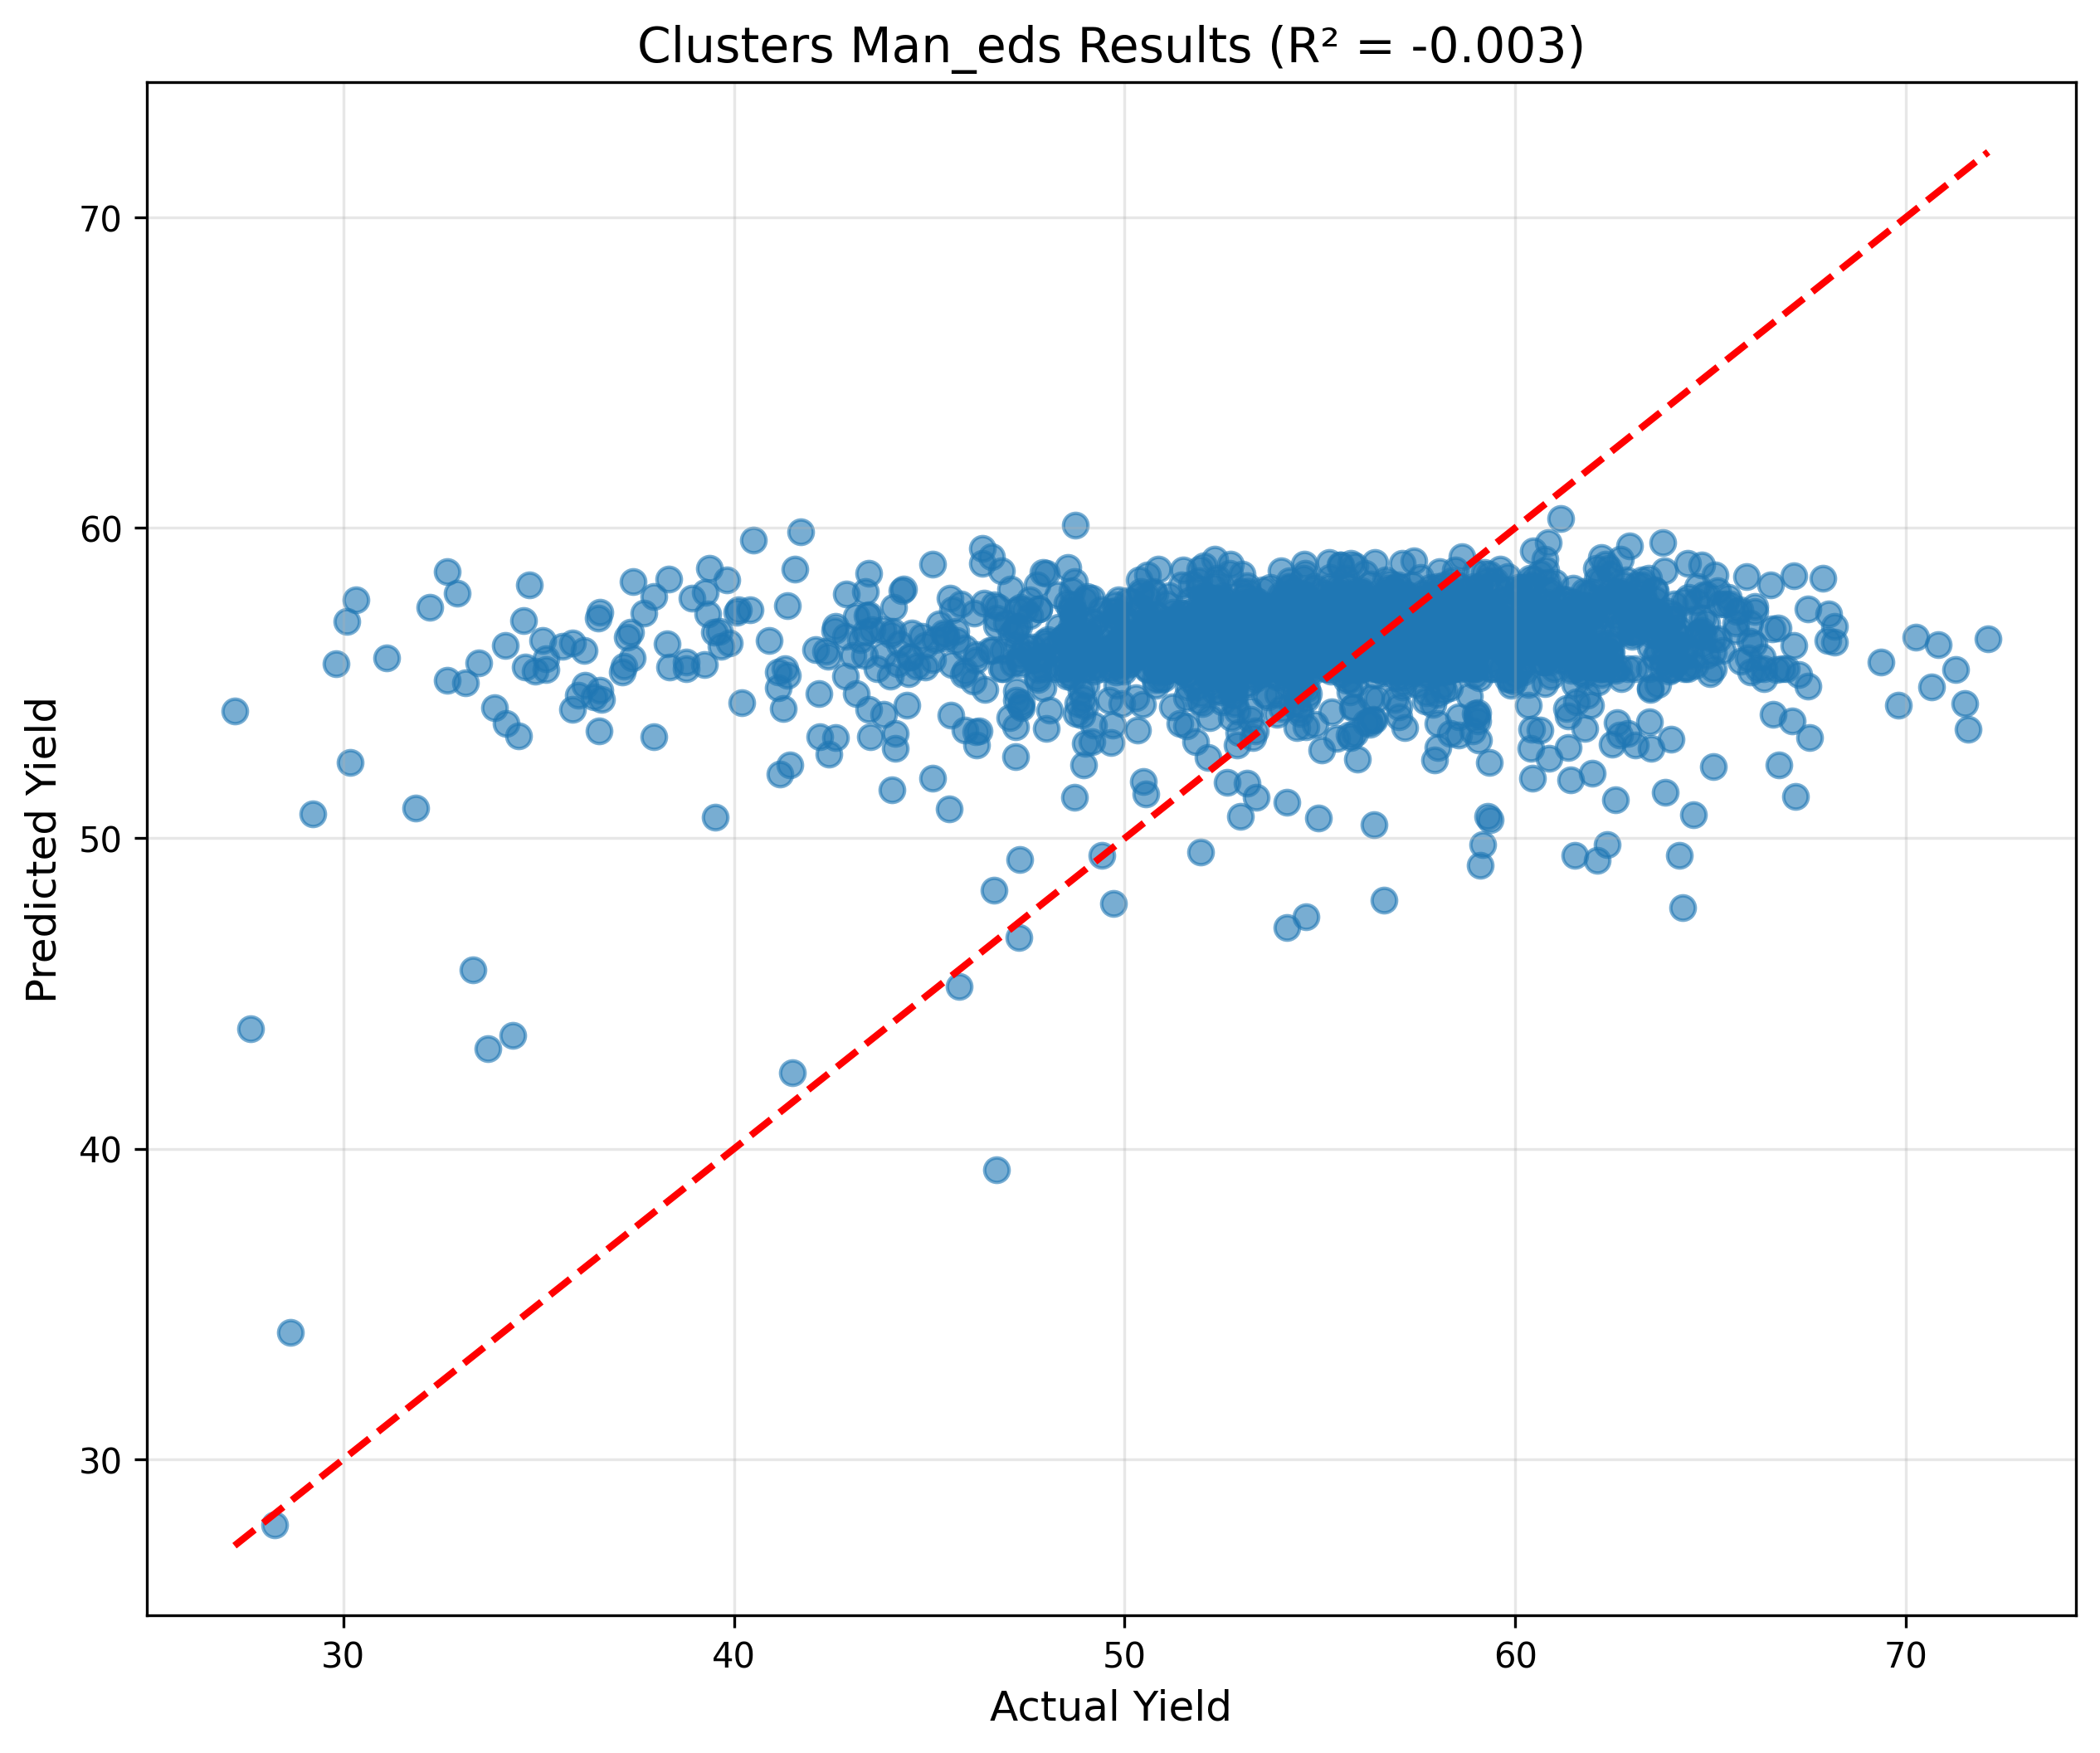 Clusters Man_eds Results (R² = -0.003)
Predicted Yield
70
60
50
40
30
30 40 50 60 70
Actual Yield